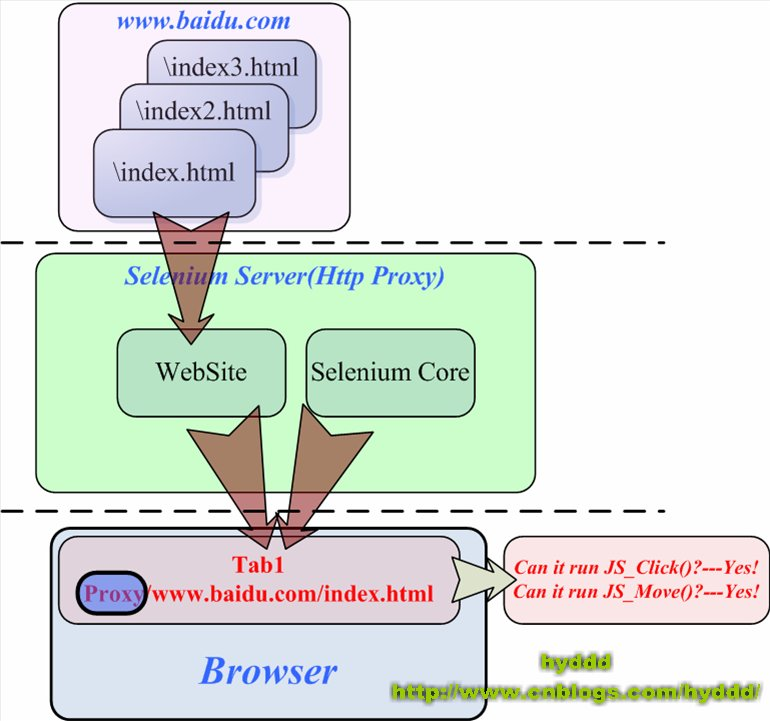 www.baidu.com
\index3.html
\index2.html
\index.html
Selenium Server(Http Proxy)
WebSite
Selenium Core
Tab1
Proxy/www.baidu.com/index.html
Can it run JS_Click()?---Yes!
Can it run JS_Move()?---Yes!
Browser
hyddd
http://www.cnblogs.com/hyddd/